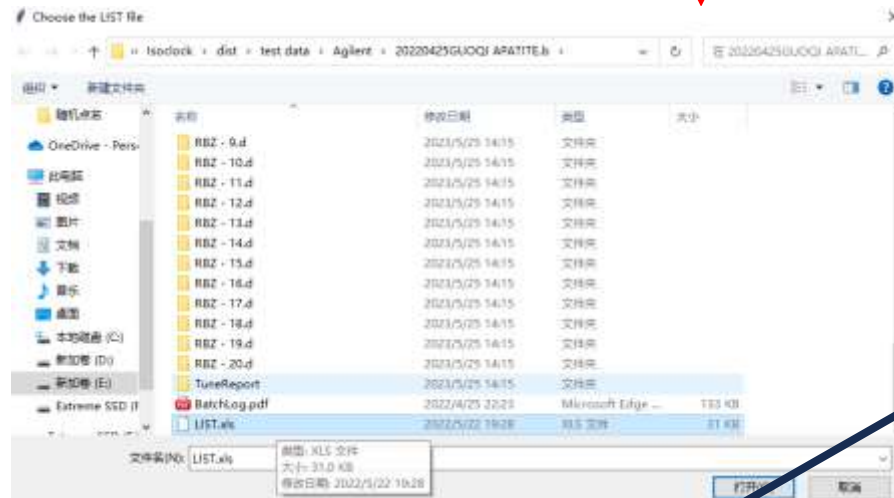 Choose the LIST file
« Isoclock › dist › test data › Agilent › 20220425GUOQI APATITE.b ›
在 20220425GUOQI APATI...
组织 新建文件夹
随机点名
OneDrive - Pers
此电脑
视频
图片
文档
下载
音乐
桌面
本地磁盘 (C:)
新加卷 (D:)
新加卷 (E:)
Extreme SSD (F
名称 修改日期 类型 大小
RBZ - 9.d 2023/5/25 14:15 文件夹
RBZ - 10.d 2023/5/25 14:15 文件夹
RBZ - 11.d 2023/5/25 14:15 文件夹
RBZ - 12.d 2023/5/25 14:15 文件夹
RBZ - 13.d 2023/5/25 14:15 文件夹
RBZ - 14.d 2023/5/25 14:15 文件夹
RBZ - 15.d 2023/5/25 14:15 文件夹
RBZ - 16.d 2023/5/25 14:15 文件夹
RBZ - 17.d 2023/5/25 14:15 文件夹
RBZ - 18.d 2023/5/25 14:15 文件夹
RBZ - 19.d 2023/5/25 14:15 文件夹
RBZ - 20.d 2023/5/25 14:15 文件夹
TuneReport 2023/5/25 14:15 文件夹
BatchLog.pdf 2022/4/25 22:23 Microsoft Edge ... 133 KB
LIST.xls 2022/5/22 19:28 XLS 文件 31 KB
类型: XLS 文件
大小: 31.0 KB
修改日期: 2022/5/22 19:28
文件名(N): LIST.xls
打开(O) 取消